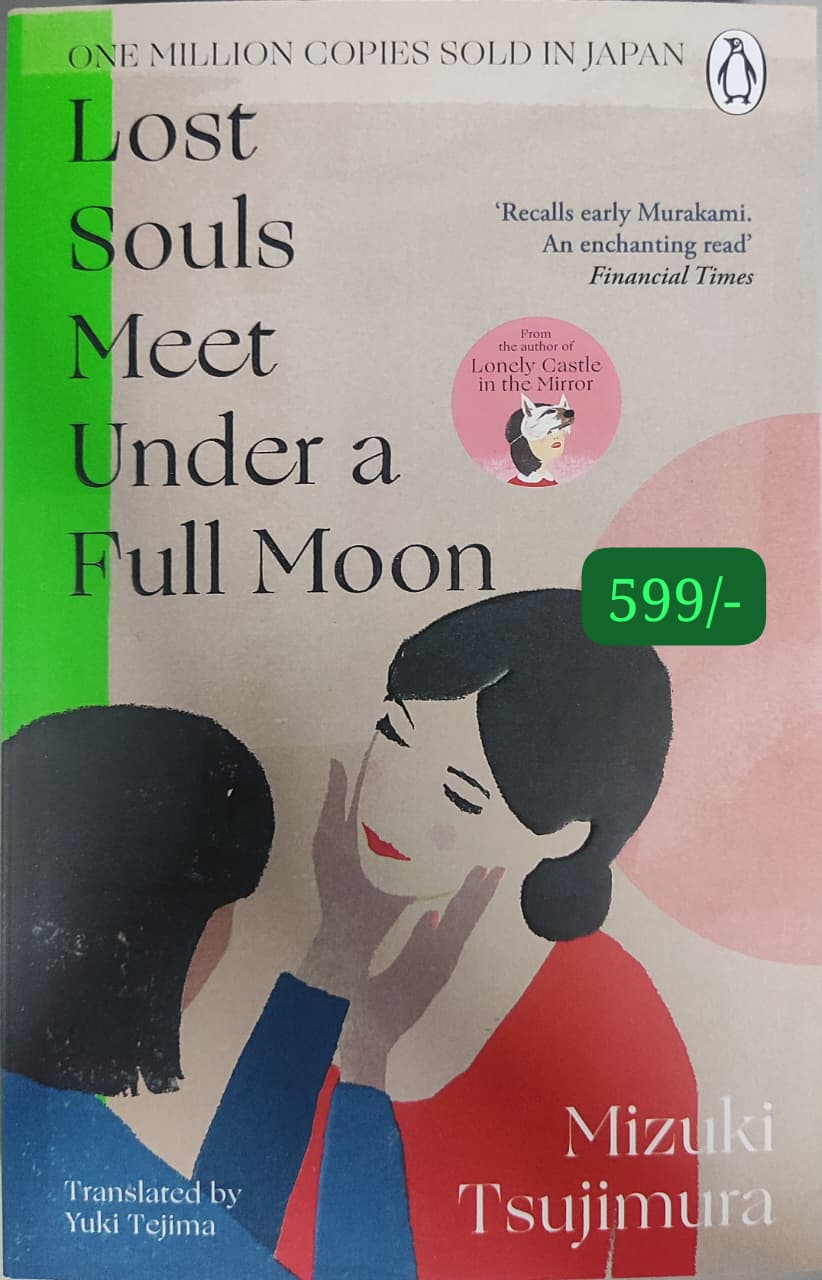 ONE MILLION COPIES SOLD IN JAPAN
Lost
Souls
Meet
Under a
Full Moon
‘Recalls early Murakami.
An enchanting read’
Financial Times
From
the author of
Lonely Castle
in the Mirror
599/-
Translated by
Yuki Tejima
Mizuki
Tsujimura